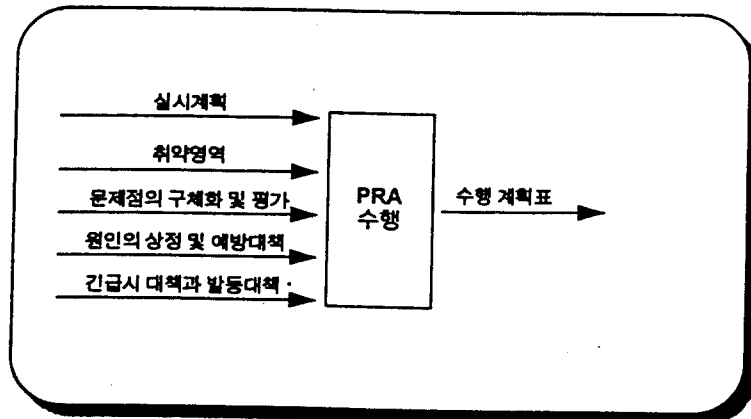 실시계획
취약영역
문제점의 구체화 및 평가
원인의 상정 및 예방대책
긴급시 대책과 발동대책
PRA
수행
수행 계획표